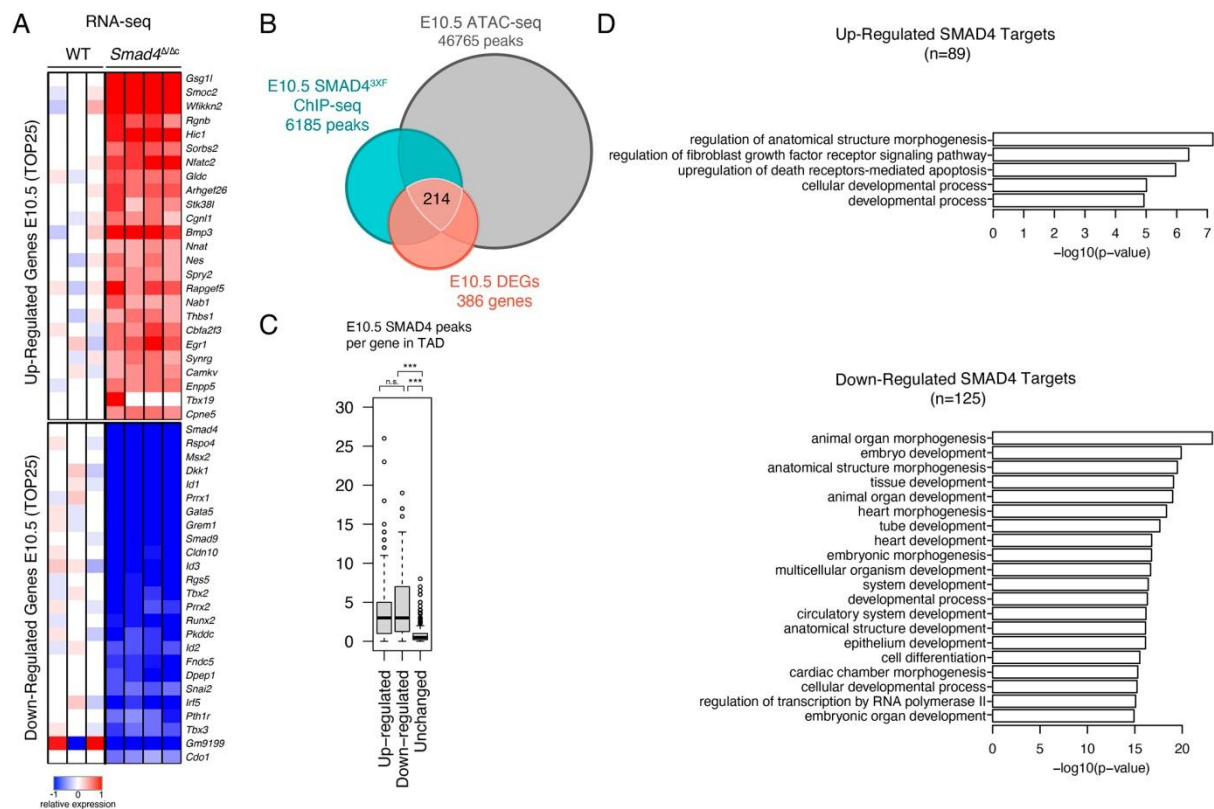 A
RNA-seq
WT
Smad4Δ/Δc
Up-Regulated Genes E10.5 (TOP25)
Gsg1l
Smoc2
Wfikkn2
Rgnb
Hic1
Sorbs2
Nfatc2
Gldc
Arhgef26
Stk38l
Cgnl1
Bmp3
Nnat
Nes
Spry2
Rapgef5
Nab1
Thbs1
Cbfa2f3
Egr1
Synrg
Camkv
Enpp5
Tbx19
Cpne5
Down-Regulated Genes E10.5 (TOP25)
Smad4
Rspo4
Msx2
Dkk1
Id1
Prrx1
Gata5
Grem1
Smad9
Cldn10
Id3
Rgs5
Tbx2
Prrx2
Runx2
Pkddc
Id2
Fndc5
Dpep1
Snai2
Irf5
Pth1r
Tbx3
Gm9199
Cdo1
-1 0 1
relative expression
B
E10.5 ATAC-seq
46765 peaks
E10.5 SMAD43XF
ChIP-seq
6185 peaks
214
E10.5 DEGs
386 genes
C
E10.5 SMAD4 peaks
per gene in TAD
***
n.s. ***
30
25
20
15
10
5
0
Up-regulated
Down-regulated
Unchanged
D
Up-Regulated SMAD4 Targets
(n=89)
regulation of anatomical structure morphogenesis
regulation of fibroblast growth factor receptor signaling pathway
upregulation of death receptors-mediated apoptosis
cellular developmental process
developmental process
0 1 2 3 4 5 6 7
-log10(p-value)
Down-Regulated SMAD4 Targets
(n=125)
animal organ morphogenesis
embryo development
anatomical structure morphogenesis
tissue development
animal organ development
heart morphogenesis
tube development
heart development
embryonic morphogenesis
multicellular organism development
system development
developmental process
circulatory system development
anatomical structure development
epithelium development
cell differentiation
cardiac chamber morphogenesis
cellular developmental process
regulation of transcription by RNA polymerase II
embryonic organ development
0 5 10 15 20
-log10(p-value)